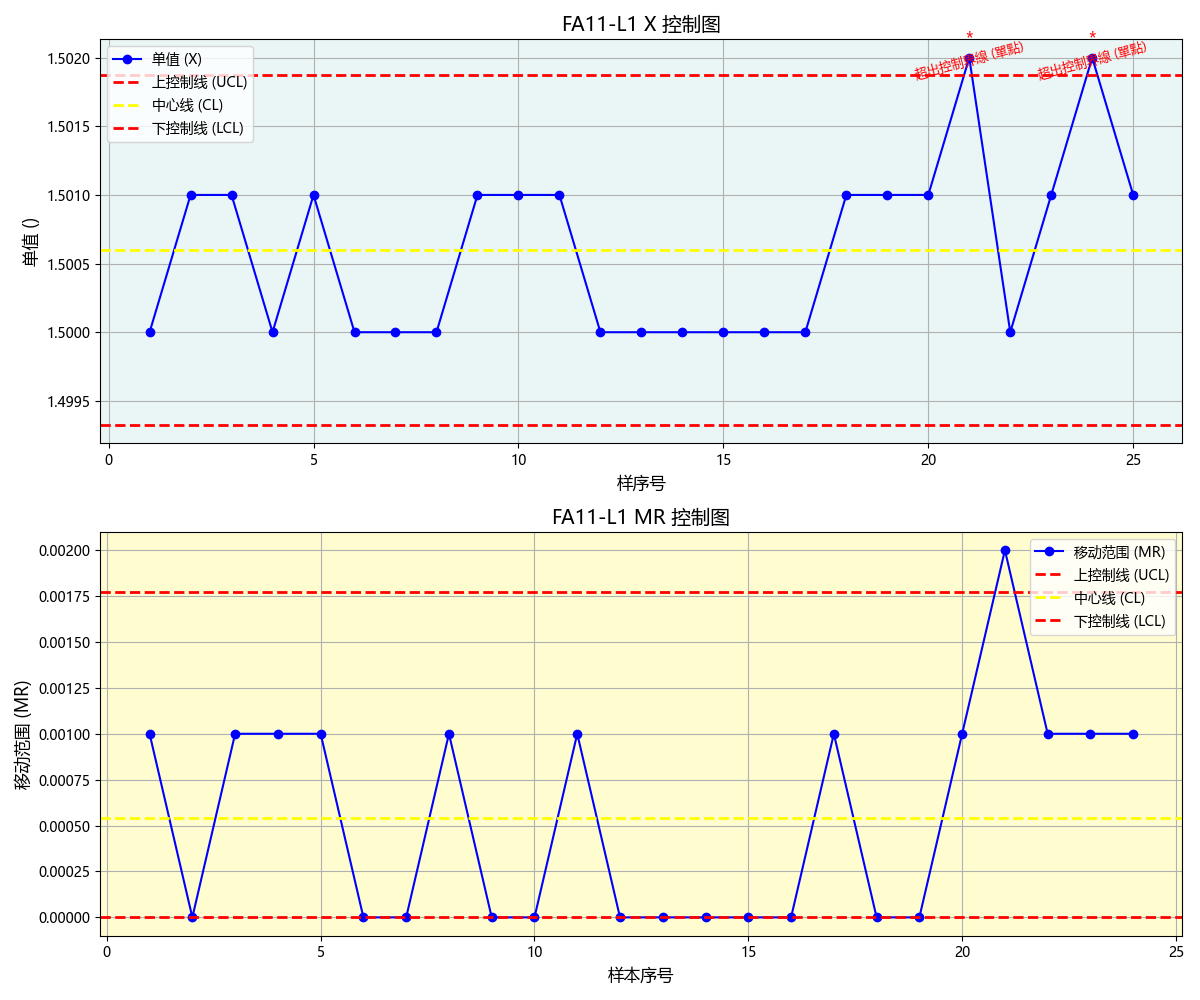 FA11-L1 X 控制图
*
*
超出控制界線 (單點)
超出控制界線 (單點)
单值 (X)
上控制线 (UCL)
中心线 (CL)
下控制线 (LCL)
1.5020
1.5015
1.5010
1.5005
1.5000
1.4995
单值 ()
0
5
10
15
20
25
样序号
FA11-L1 MR 控制图
移动范围 (MR)
上控制线 (UCL)
中心线 (CL)
下控制线 (LCL)
0.00200
0.00175
0.00150
0.00125
0.00100
0.00075
0.00050
0.00025
0.00000
移动范围 (MR)
0
5
10
15
20
25
样本序号